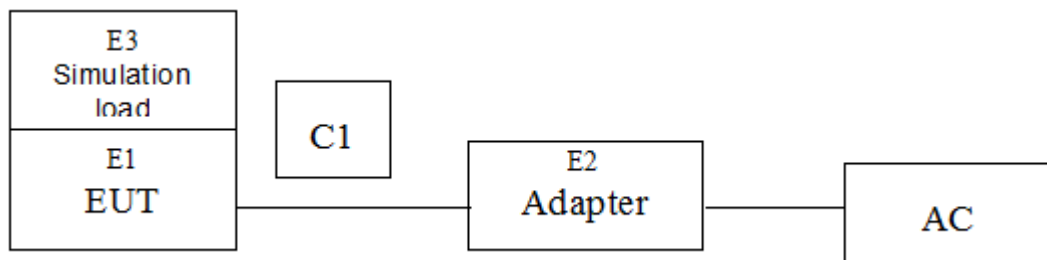 E3
Simulation
load
E1
EUT
C1
E2
Adapter
AC